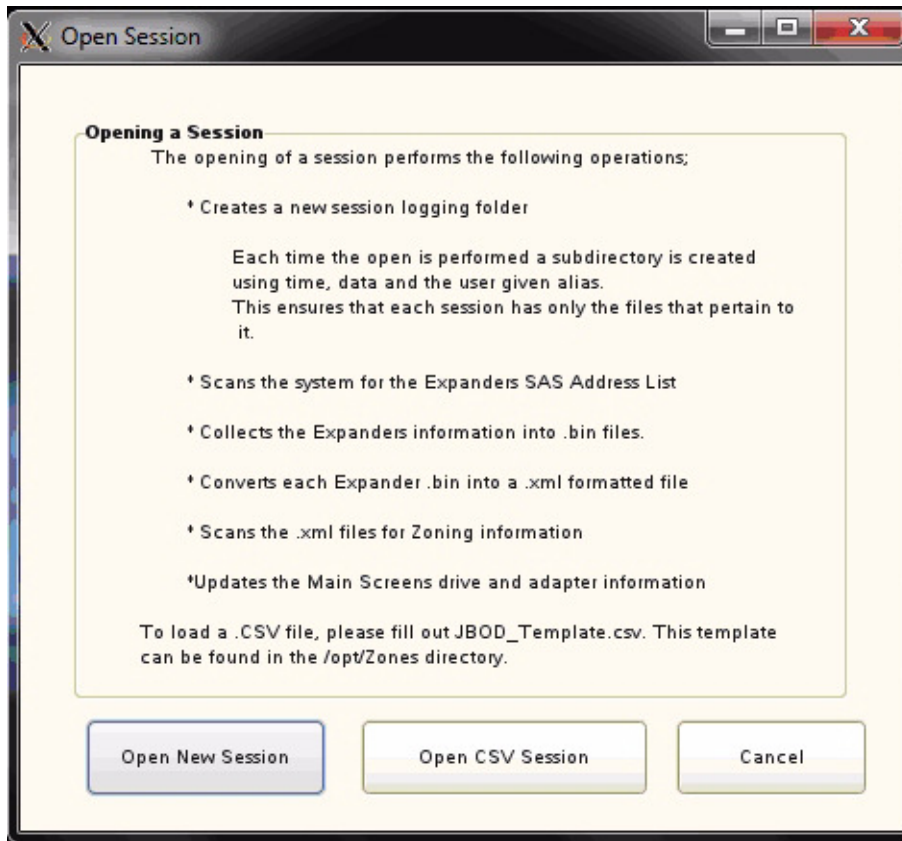 Open Session
Opening a Session
The opening of a session performs the following operations;
* Creates a new session logging folder
Each time the open is performed a subdirectory is created
using time, data and the user given alias.
This ensures that each session has only the files that pertain to
it.
* Scans the system for the Expanders SAS Address List
* Collects the Expanders information into .bin files.
* Converts each Expander .bin into a .xml formatted file
* Scans the .xml files for Zoning information
*Updates the Main Screens drive and adapter information
To load a .CSV file, please fill out JBOD_Template.csv. This template
can be found in the /opt/Zones directory.
Open New Session
Open CSV Session
Cancel